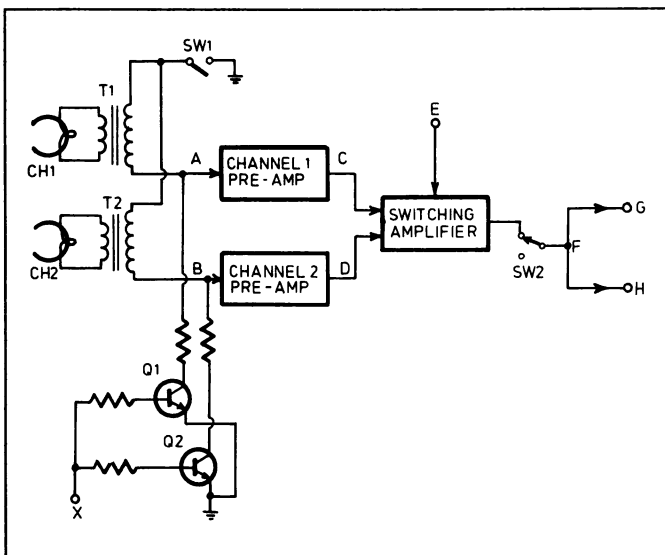 SW1
T1
E
A
CHANNEL 1
PRE-AMP
C
CH1
G
T2
SWITCHING
AMPLIFIER
F
CH2
B
CHANNEL 2
PRE-AMP
D
SW2
H
Q1
Q2
X